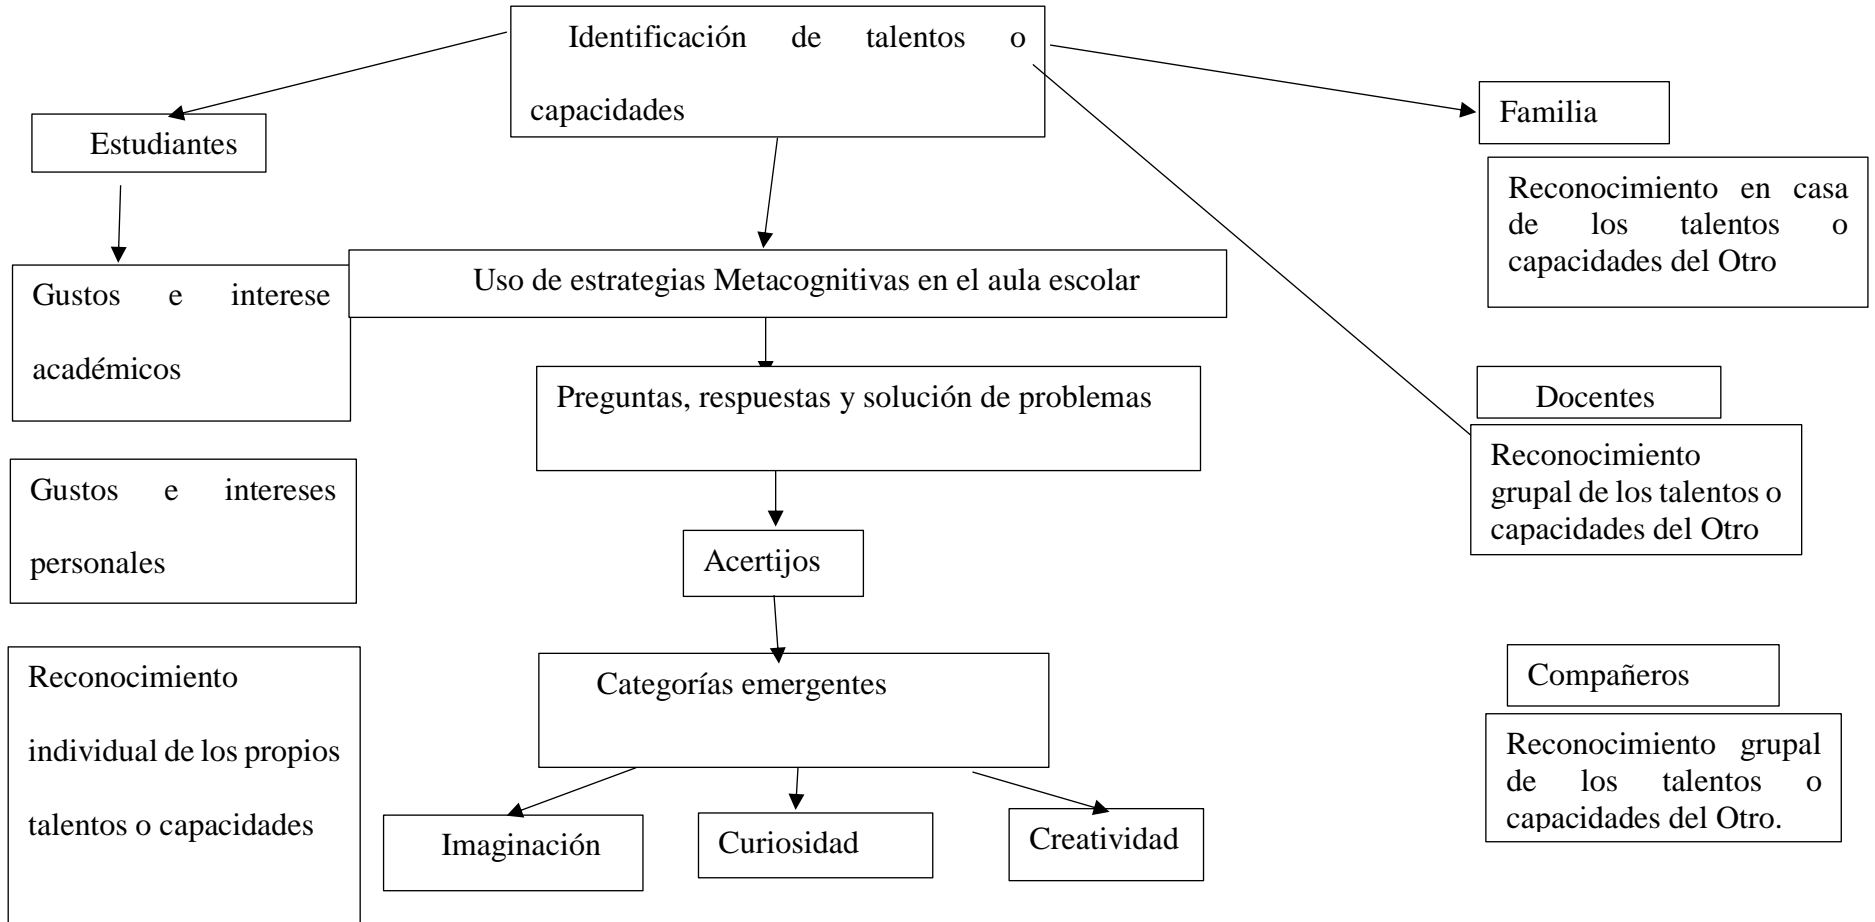 Identificación de talentos o
capacidades
Estudiantes
Familia
Reconocimiento en casa
de los talentos o
capacidades del Otro
Gustos e interese
académicos
Uso de estrategias Metacognitivas en el aula escolar
Preguntas, respuestas y solución de problemas
Docentes
Reconocimiento
grupal de los talentos o
capacidades del Otro
Gustos e intereses
personales
Acertijos
Reconocimiento
individual de los propios
talentos o capacidades
Categorías emergentes
Compañeros
Reconocimiento grupal
de los talentos o
capacidades del Otro.
Imaginación
Curiosidad
Creatividad